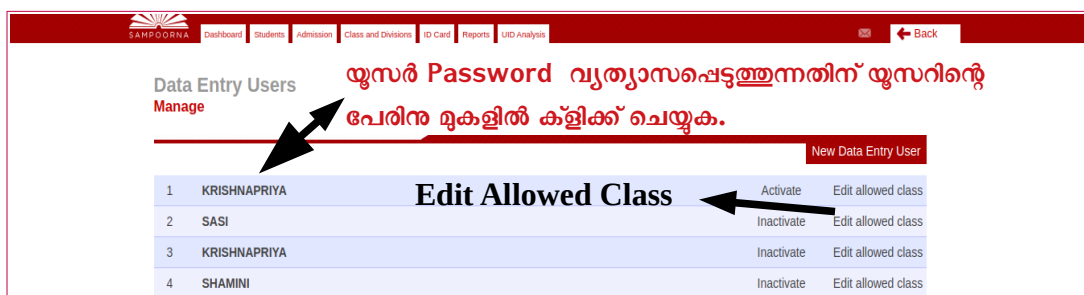 SAMPOORNA Dashboard Students Admission Class and Divisions ID Card Reports UID Analysis Back
Data Entry Users
Manage
യൂസർ Password വ്യത്യാസപ്പെടുത്തുന്നതിന് യൂസറിന്റെ
പേരിനു മുകളിൽ ക്ളിക്ക് ചെയ്യുക.
New Data Entry User
1 KRISHNAPRIYA Edit Allowed Class Activate Edit allowed class
2 SASI Inactivate Edit allowed class
3 KRISHNAPRIYA Inactivate Edit allowed class
4 SHAMINI Inactivate Edit allowed class